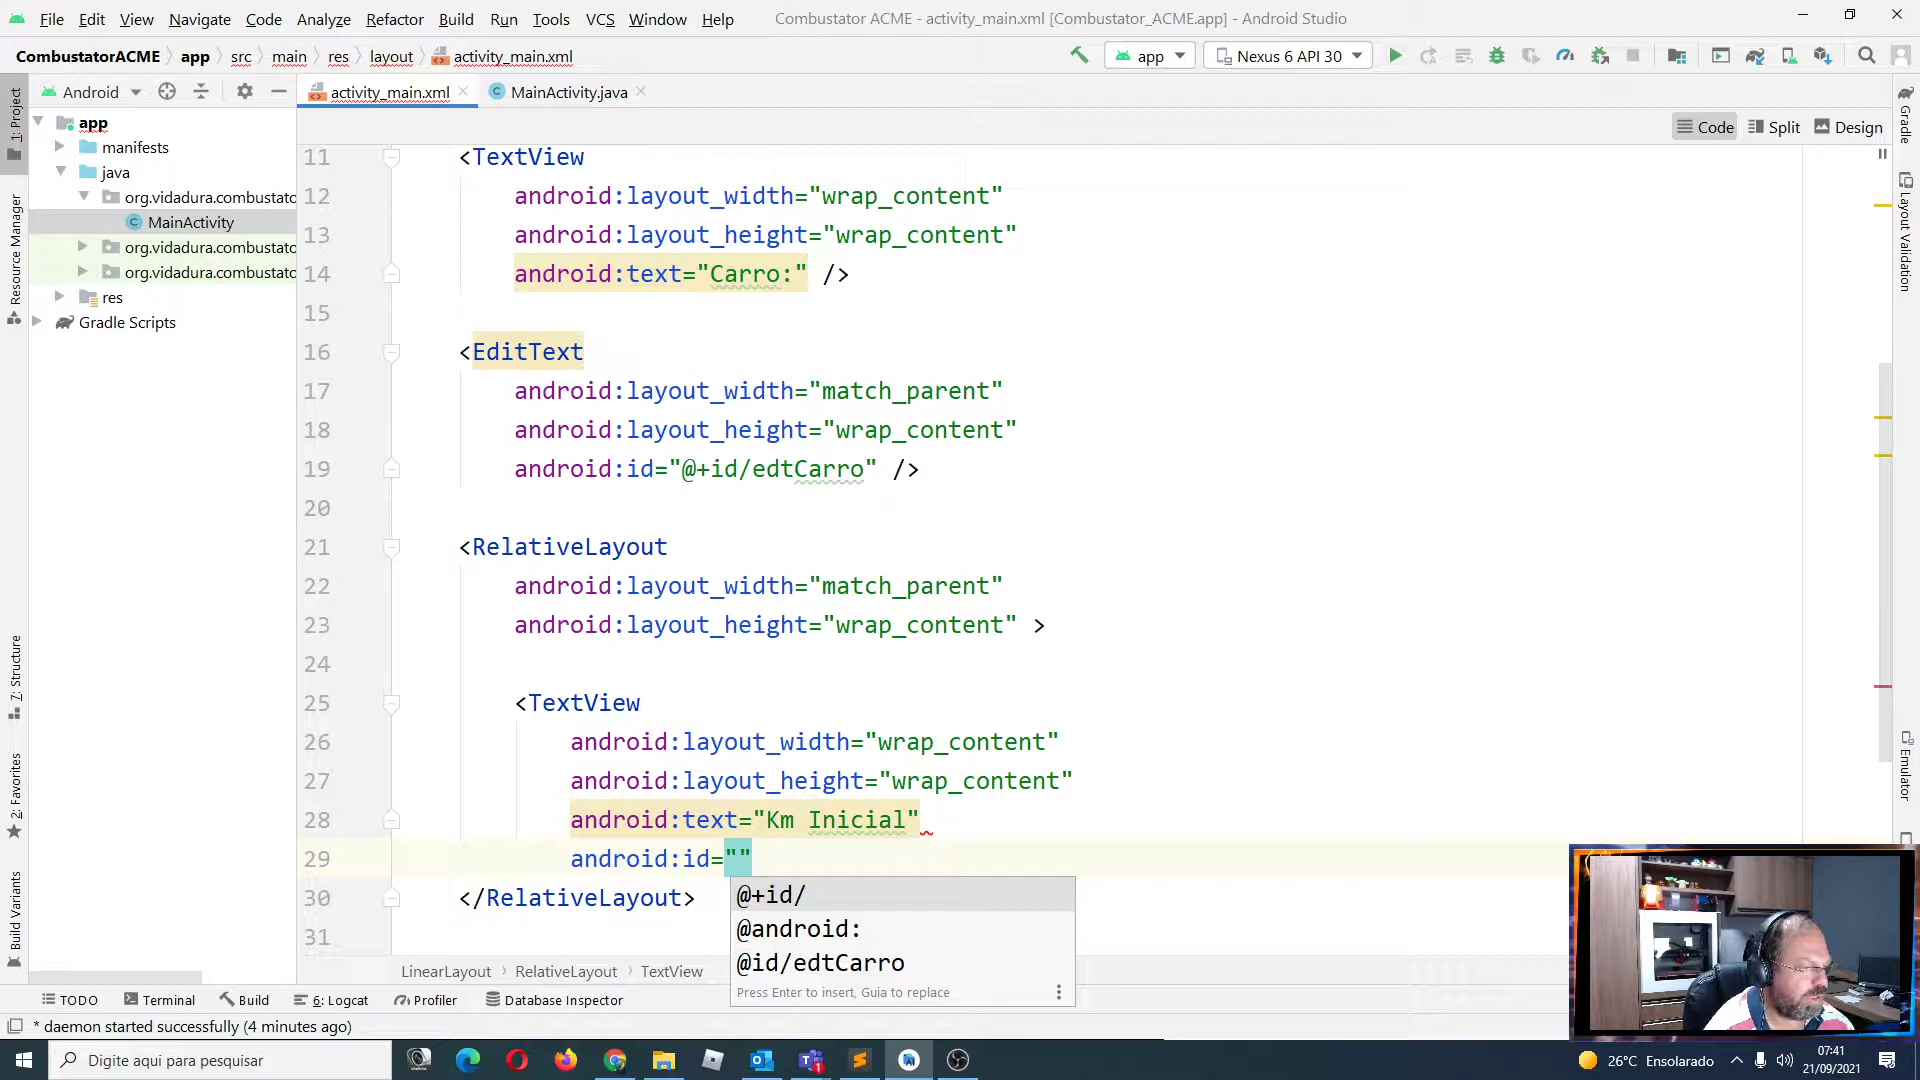 File Edit View Navigate Code Analyze Refactor Build Run Tools VCS Window Help Combustator ACME - activity_main.xml [Combustator_ACME.app] - Android Studio
CombustatorACME app src main res layout activity_main.xml app Nexus 6 API 30
Android activity_main.xml MainActivity.java
Code Split Design
1: Project
Resource Manager
7: Structure
2: Favorites
Build Variants
app
manifests
java
org.vidadura.combustato
MainActivity
org.vidadura.combustato
org.vidadura.combustato
res
Gradle Scripts
11 <TextView
12 android:layout_width="wrap_content"
13 android:layout_height="wrap_content"
14 android:text="Carro:" />
15
16 <EditText
17 android:layout_width="match_parent"
18 android:layout_height="wrap_content"
19 android:id="@+id/edtCarro" />
20
21 <RelativeLayout
22 android:layout_width="match_parent"
23 android:layout_height="wrap_content" >
24
25 <TextView
26 android:layout_width="wrap_content"
27 android:layout_height="wrap_content"
28 android:text="Km Inicial"
29 android:id=""
30 </RelativeLayout>
31
@+id/
@android:
@id/edtCarro
Press Enter to insert, Guia to replace
Gradle
Layout Validation
Emulator
LinearLayout RelativeLayout TextView
TODO Terminal Build 6: Logcat Profiler Database Inspector
* daemon started successfully (4 minutes ago)
Digite aqui para pesquisar
26°C Ensolarado
07:41
21/09/2021